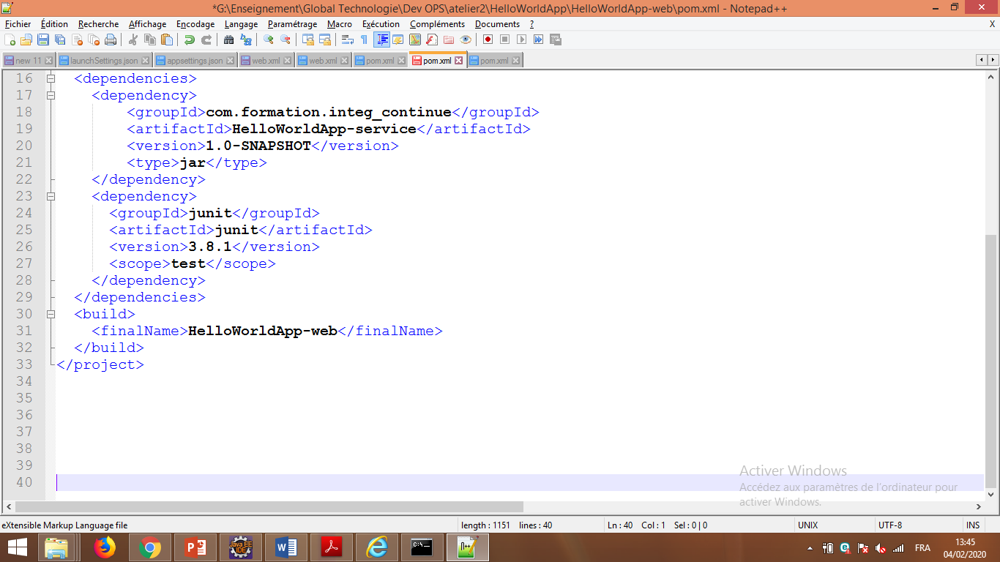 *G:\Enseignement\Global Technologie\Dev OPS\atelier2\HelloWorldApp\HelloWorldApp-web\pom.xml - Notepad++
Fichier Édition Recherche Affichage Encodage Langage Paramétrage Macro Exécution Compléments Documents ? X
new 11 launchSettings.json appsettings.json web.xml web.xml pom.xml pom.xml pom.xml
16 <dependencies>
17 <dependency>
18 <groupId>com.formation.integ_continue</groupId>
19 <artifactId>HelloWorldApp-service</artifactId>
20 <version>1.0-SNAPSHOT</version>
21 <type>jar</type>
22 </dependency>
23 <dependency>
24 <groupId>junit</groupId>
25 <artifactId>junit</artifactId>
26 <version>3.8.1</version>
27 <scope>test</scope>
28 </dependency>
29 </dependencies>
30 <build>
31 <finalName>HelloWorldApp-web</finalName>
32 </build>
33 </project>
34
35
36
37
38
39
40
Activer Windows
Accédez aux paramètres de l'ordinateur pour
activer Windows.
eXtensible Markup Language file length : 1151 lines : 40 Ln : 40 Col : 1 Sel : 0 | 0 UNIX UTF-8 INS
Java EE
IDE
FRA
13:45
04/02/2020